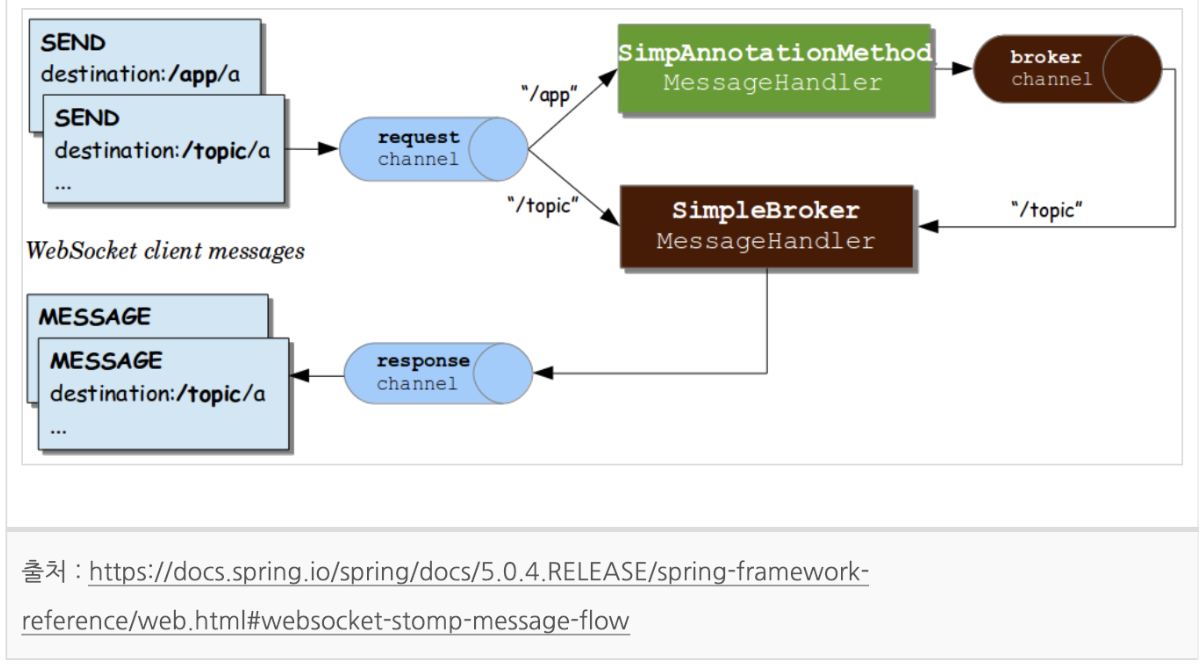 SEND
destination:/app/a
SEND
destination:/topic/a
...
WebSocket client messages
request
channel
“/app”
“/topic”
SimpAnnotationMethod
MessageHandler
broker
channel
SimpleBroker
MessageHandler
“/topic”
MESSAGE
MESSAGE
destination:/topic/a
...
response
channel
출처 : https://docs.spring.io/spring/docs/5.0.4.RELEASE/spring-framework-
reference/web.html#websocket-stomp-message-flow